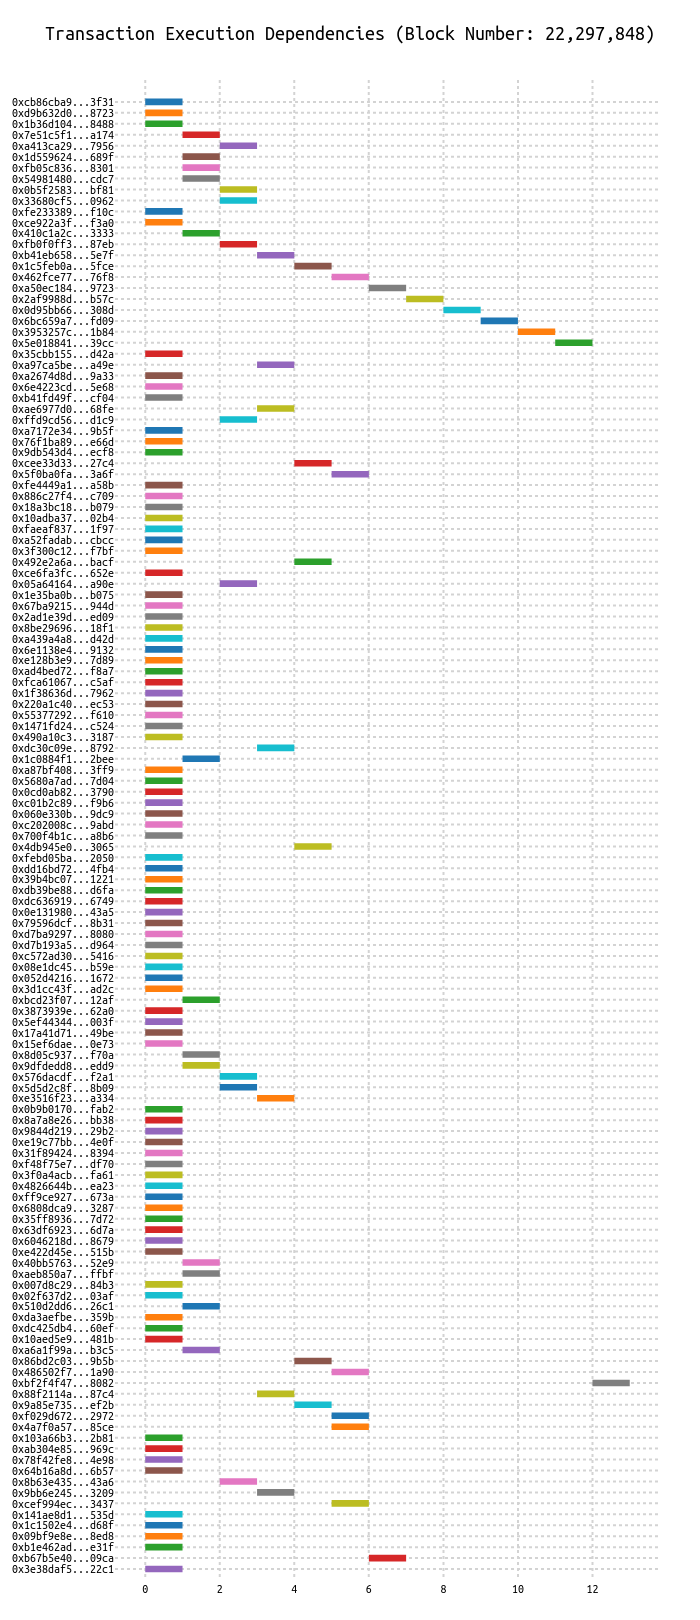 Transaction Execution Dependencies (Block Number: 22,297,848)
0xcb86cba9...3f31
0xd9b632d0...8723
0x1b36d104...8488
0x7e51c5f1...a174
0xa413ca29...7956
0x1d559624...689f
0xfb05c836...8301
0x54981480...cdc7
0x0b5f2583...bf81
0x33680cf5...0962
0xfe233389...f10c
0xce922a3f...f3a0
0x410c1a2c...3333
0xfb0f0ff3...87eb
0xb41eb658...5e7f
0x1c5feb0a...5fce
0x462fce77...76f8
0xa50ec184...9723
0x2af9988d...b57c
0x0d95bb66...308d
0x6bc659a7...fd09
0x3953257c...1b84
0x5e018841...39cc
0x35cbb155...d42a
0xa97ca5be...a49e
0xa2674d8d...9a33
0x6e4223cd...5e68
0xb41fd49f...cf04
0xae6977d0...68fe
0xffd9cd56...d1c9
0xa7172e34...9b5f
0x76f1ba89...e66d
0x9db543d4...ecf8
0xcee33d33...27c4
0x5f0ba0fa...3a6f
0xfe4449a1...a58b
0x886c27f4...c709
0x18a3bc18...b079
0x10adba37...02b4
0xfaeaf837...1f97
0xa52fadab...cbcc
0x3f300c12...f7bf
0x492e2a6a...bacf
0xce6fa3fc...652e
0x05a64164...a90e
0x1e35ba0b...b075
0x67ba9215...944d
0x2ad1e39d...ed09
0x8be29696...18f1
0xa439a4a8...d42d
0x6e1138e4...9132
0xe128b3e9...7d89
0xad4bed72...f8a7
0xfca61067...c5af
0x1f38636d...7962
0x220a1c40...ec53
0x55377292...f610
0x1471fd24...c524
0x490a10c3...3187
0xdc30c09e...8792
0x1c0884f1...2bee
0xa87bf408...3ff9
0x5680a7ad...7d04
0x0cd0ab82...3790
0xc01b2c89...f9b6
0x060e330b...9dc9
0xc202008c...9abd
0x700f4b1c...a8b6
0x4db945e0...3065
0xfebd05ba...2050
0xdd16bd72...4fb4
0x39b4bc07...1221
0xdb39be88...d6fa
0xdc636919...6749
0x0e131980...43a5
0x79596dcf...8b31
0xd7ba9297...8080
0xd7b193a5...d964
0xc572ad30...5416
0x08e1dc45...b59e
0x052d4216...1672
0x3d1cc43f...ad2c
0xbcd23f07...12af
0x3873939e...62a0
0x5ef44344...003f
0x17a41d71...49be
0x15ef6dae...0e73
0x8d05c937...f70a
0x9dfdedd8...edd9
0x576dacdf...f2a1
0x5d5d2c8f...8b09
0xe3516f23...a334
0x0b9b0170...fab2
0x8a7a8e26...bb38
0x9844d219...29b2
0xe19c77bb...4e0f
0x31f89424...8394
0xf48f75e7...df70
0x3f0a4acb...fa61
0x4826644b...ea23
0xff9ce927...673a
0x6808dca9...3287
0x35ff8936...7d72
0x63df6923...6d7a
0x6046218d...8679
0xe422d45e...515b
0x40bb5763...52e9
0xaeb850a7...ffbf
0x007d8c29...84b3
0x02f637d2...03af
0x510d2dd6...26c1
0xda3aefbe...359b
0xdc425db4...60ef
0x10aed5e9...481b
0xa6a1f99a...b3c5
0x86bd2c03...9b5b
0x486502f7...1a90
0xbf2f4f47...8082
0x88f2114a...87c4
0x9a85e735...ef2b
0xf029d672...2972
0x4a7f0a57...85ce
0x103a66b3...2b81
0xab304e85...969c
0x78f42fe8...4e98
0x64b16a8d...6b57
0x8b63e435...43a6
0x9bb6e245...3209
0xcef994ec...3437
0x141ae8d1...535d
0x1c1502e4...d68f
0x09bf9e8e...8ed8
0xb1e462ad...e31f
0xb67b5e40...09ca
0x3e38daf5...22c1
0 2 4 6 8 10 12